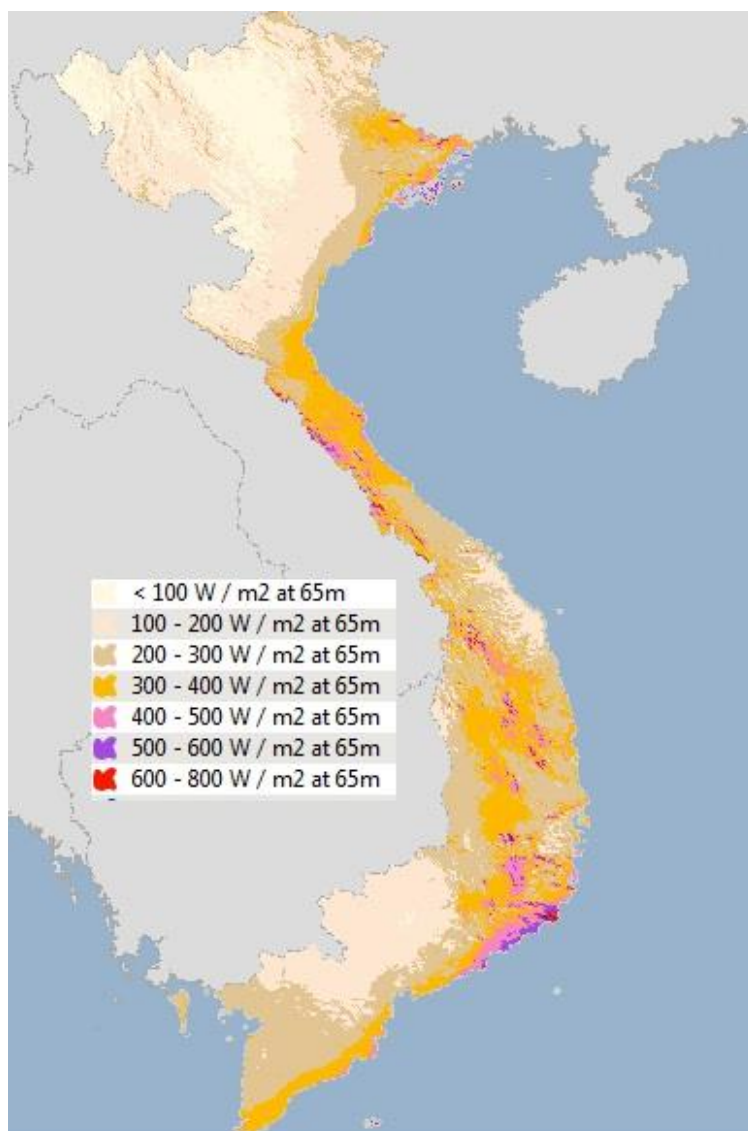 < 100 W / m2 at 65m
100 - 200 W / m2 at 65m
200 - 300 W / m2 at 65m
300 - 400 W / m2 at 65m
400 - 500 W / m2 at 65m
500 - 600 W / m2 at 65m
600 - 800 W / m2 at 65m